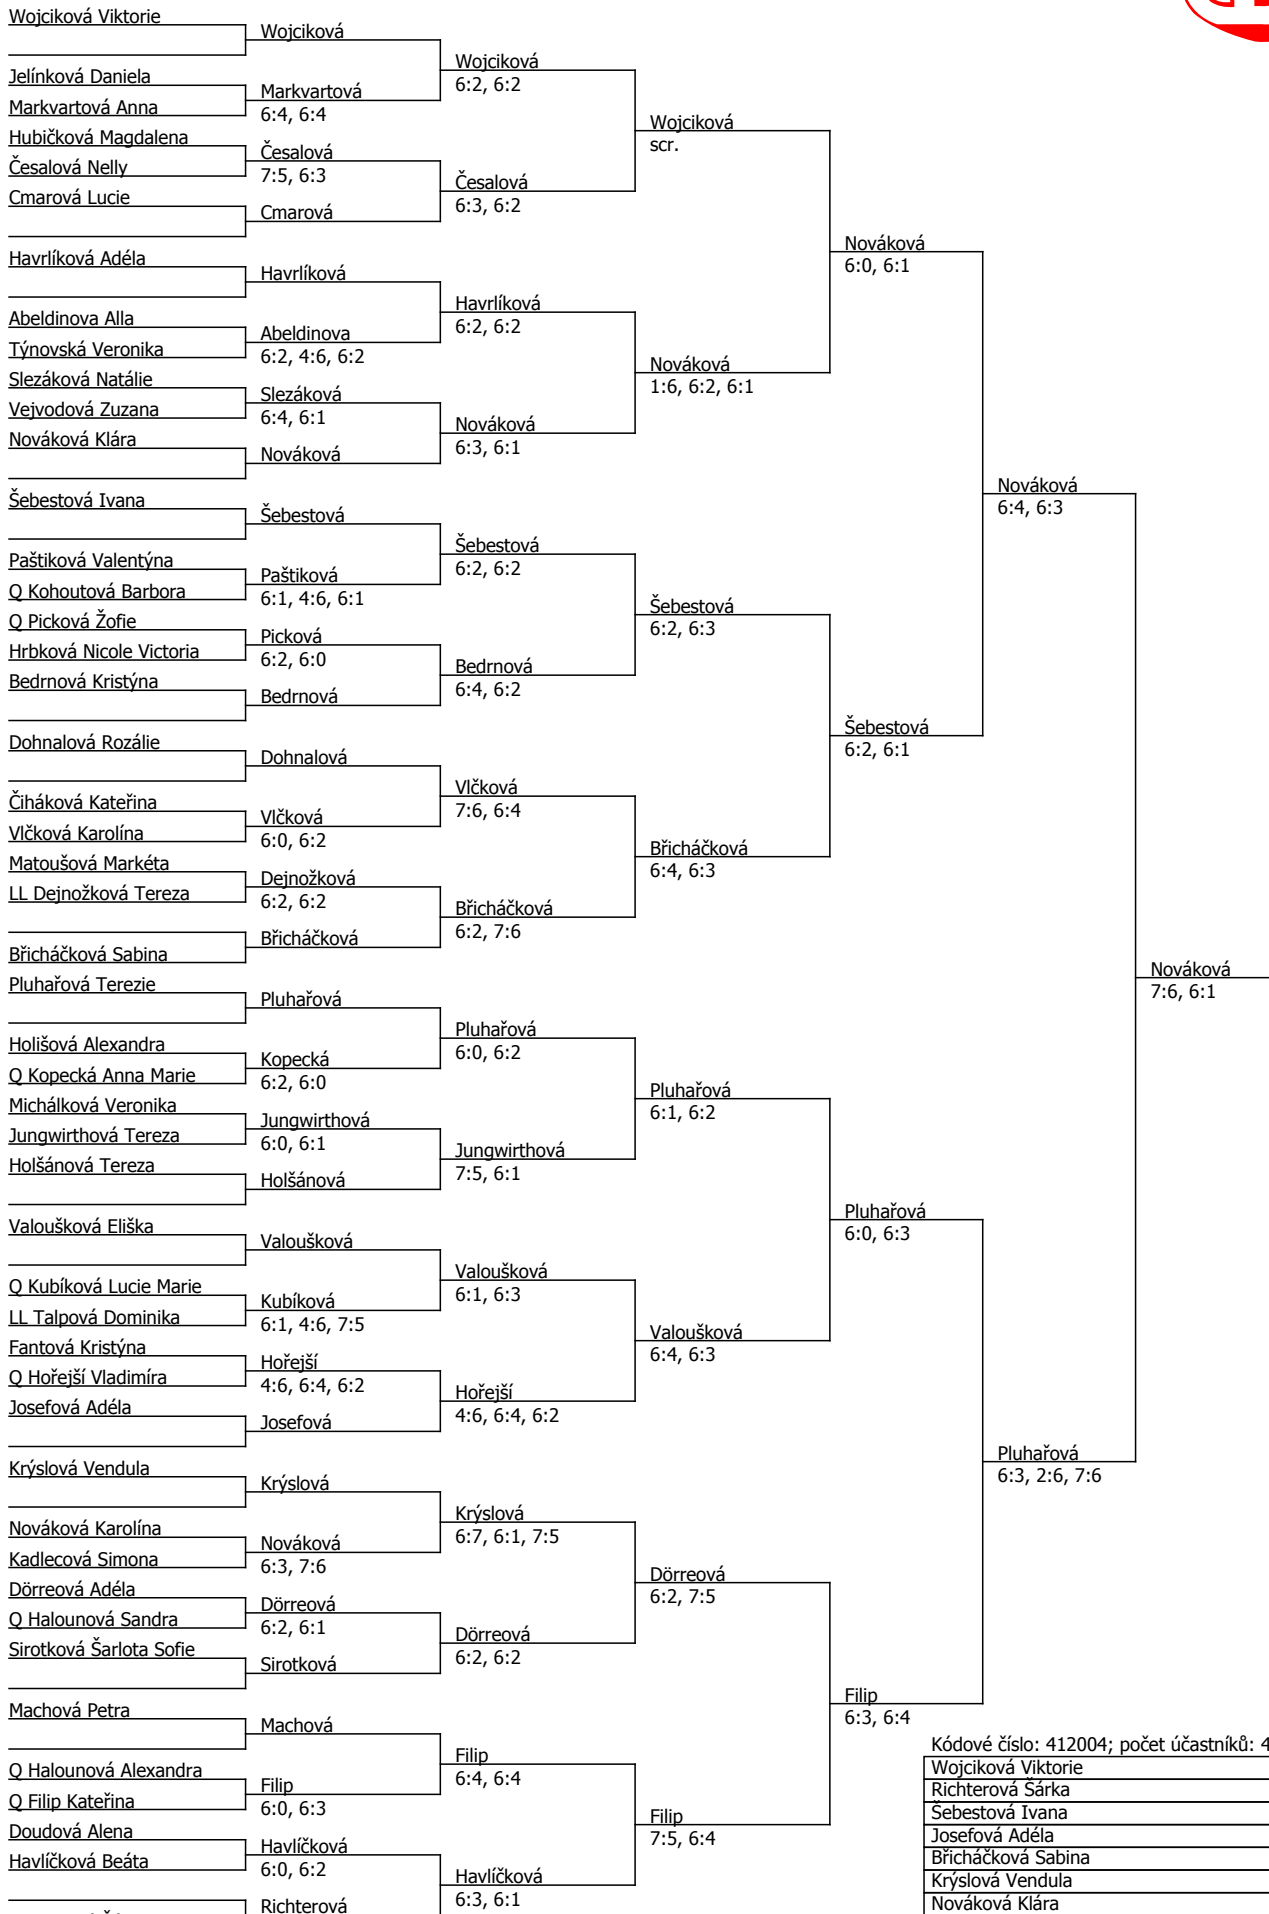 Wojciková Viktorie
Jelínková Daniela
Markvartová Anna
Hubičková Magdalena
Česalová Nelly
Cmarová Lucie
Havrlíková Adéla
Abeldinova Alla
Týnovská Veronika
Slezáková Natálie
Vejvodová Zuzana
Nováková Klára
Šebestová Ivana
Paštiková Valentýna
Q Kohoutová Barbora
Q Picková Žofie
Hrbková Nicole Victoria
Bedrnová Kristýna
Dohnalová Rozálie
Čiháková Kateřina
Vlčková Karolína
Matoušová Markéta
LL Dejnožková Tereza
Břicháčková Sabina
Pluhařová Terezie
Holišová Alexandra
Q Kopecká Anna Marie
Michálková Veronika
Jungwirthová Tereza
Holšánová Tereza
Valoušková Eliška
Q Kubíková Lucie Marie
LL Talpová Dominika
Fantová Kristýna
Q Hořejší Vladimíra
Josefová Adéla
Krýslová Vendula
Nováková Karolína
Kadlecová Simona
Dörreová Adéla
Q Halounová Sandra
Sirotková Šarlota Sofie
Machová Petra
Q Halounová Alexandra
Q Filip Kateřina
Doudová Alena
Havlíčková Beáta
Wojciková
Markvartová
6:4, 6:4
Česalová
7:5, 6:3
Cmarová
Havrlíková
Abeldinova
6:2, 4:6, 6:2
Slezáková
6:4, 6:1
Nováková
Šebestová
Paštiková
6:1, 4:6, 6:1
Picková
6:2, 6:0
Bedrnová
Dohnalová
Vlčková
6:0, 6:2
Dejnožková
6:2, 6:2
Břicháčková
Pluhařová
Kopecká
6:2, 6:0
Jungwirthová
6:0, 6:1
Holšánová
Valoušková
Kubíková
6:1, 4:6, 7:5
Hořejší
4:6, 6:4, 6:2
Josefová
Krýslová
Nováková
6:3, 7:6
Dörreová
6:2, 6:1
Sirotková
Machová
Filip
6:0, 6:3
Havlíčková
6:0, 6:2
Richterová
Wojciková
6:2, 6:2
Česalová
6:3, 6:2
Havrlíková
6:2, 6:2
Nováková
6:3, 6:1
Šebestová
6:2, 6:2
Bedrnová
6:4, 6:2
Vlčková
7:6, 6:4
Břicháčková
6:2, 7:6
Pluhařová
6:0, 6:2
Jungwirthová
7:5, 6:1
Valoušková
6:1, 6:3
Hořejší
4:6, 6:4, 6:2
Krýslová
6:7, 6:1, 7:5
Dörreová
6:2, 6:2
Filip
6:4, 6:4
Havlíčková
6:3, 6:1
Wojciková
scr.
Nováková
1:6, 6:2, 6:1
Šebestová
6:2, 6:3
Břicháčková
6:4, 6:3
Pluhařová
6:1, 6:2
Valoušková
6:4, 6:3
Dörreová
6:2, 7:5
Filip
7:5, 6:4
Nováková
6:0, 6:1
Šebestová
6:2, 6:1
Pluhařová
6:0, 6:3
Filip
6:3, 6:4
Nováková
6:4, 6:3
Pluhařová
6:3, 2:6, 7:6
Nováková
7:6, 6:1
Kódové číslo: 412004; počet účastníků: 4
Wojciková Viktorie
Richterová Šárka
Šebestová Ivana
Josefová Adéla
Břicháčková Sabina
Krýslová Vendula
Nováková Klára